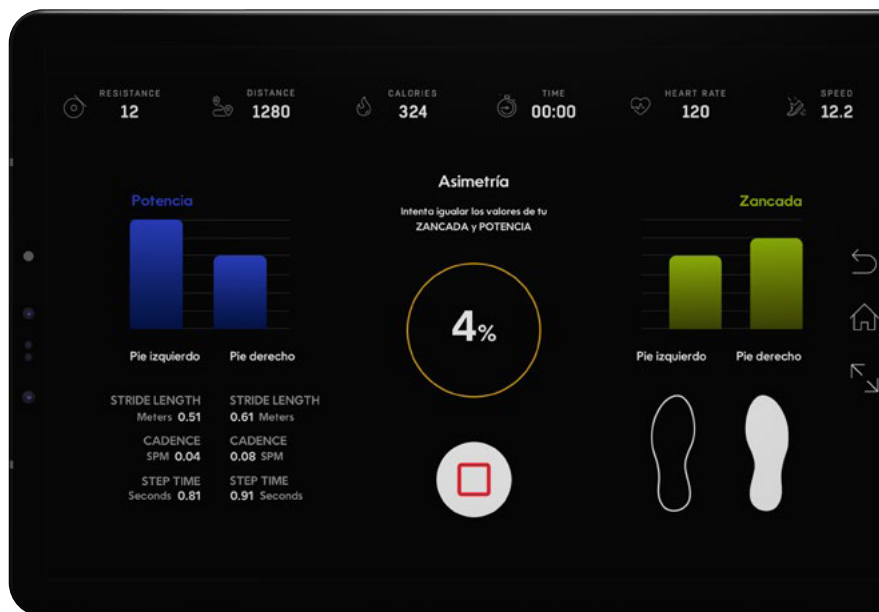 RESISTANCE
12
DISTANCE
1280
CALORIES
324
TIME
00:00
HEART RATE
120
SPEED
12.2
Potencia
Asimetría
Zancada
Intenta igualar los valores de tu
ZANCADA y POTENCIA
4%
Pie izquierdo
Pie derecho
Pie izquierdo
Pie derecho
STRIDE LENGTH
Meters 0.51
STRIDE LENGTH
0.61 Meters
CADENCE
SPM 0.04
CADENCE
0.08 SPM
STEP TIME
Seconds 0.81
STEP TIME
0.91 Seconds